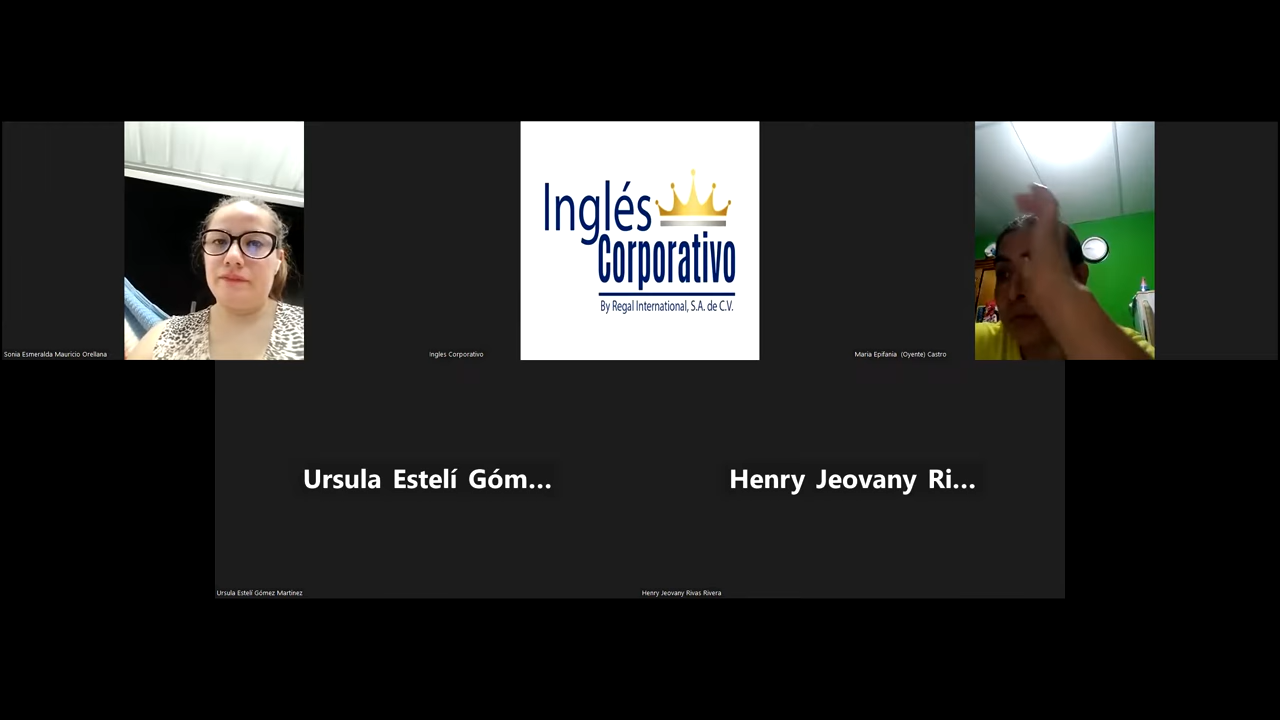 Inglés
Corporativo
By Regal International, S.A. de C.V.
Sonia Esmeralda Mauricio Orellana
Ingles Corporativo
Maria Epifania (Oyente) Castro
Ursula Estelí Góm...
Henry Jeovany Ri...
Ursula Estelí Gómez Martinez
Henry Jeovany Rivas Rivera